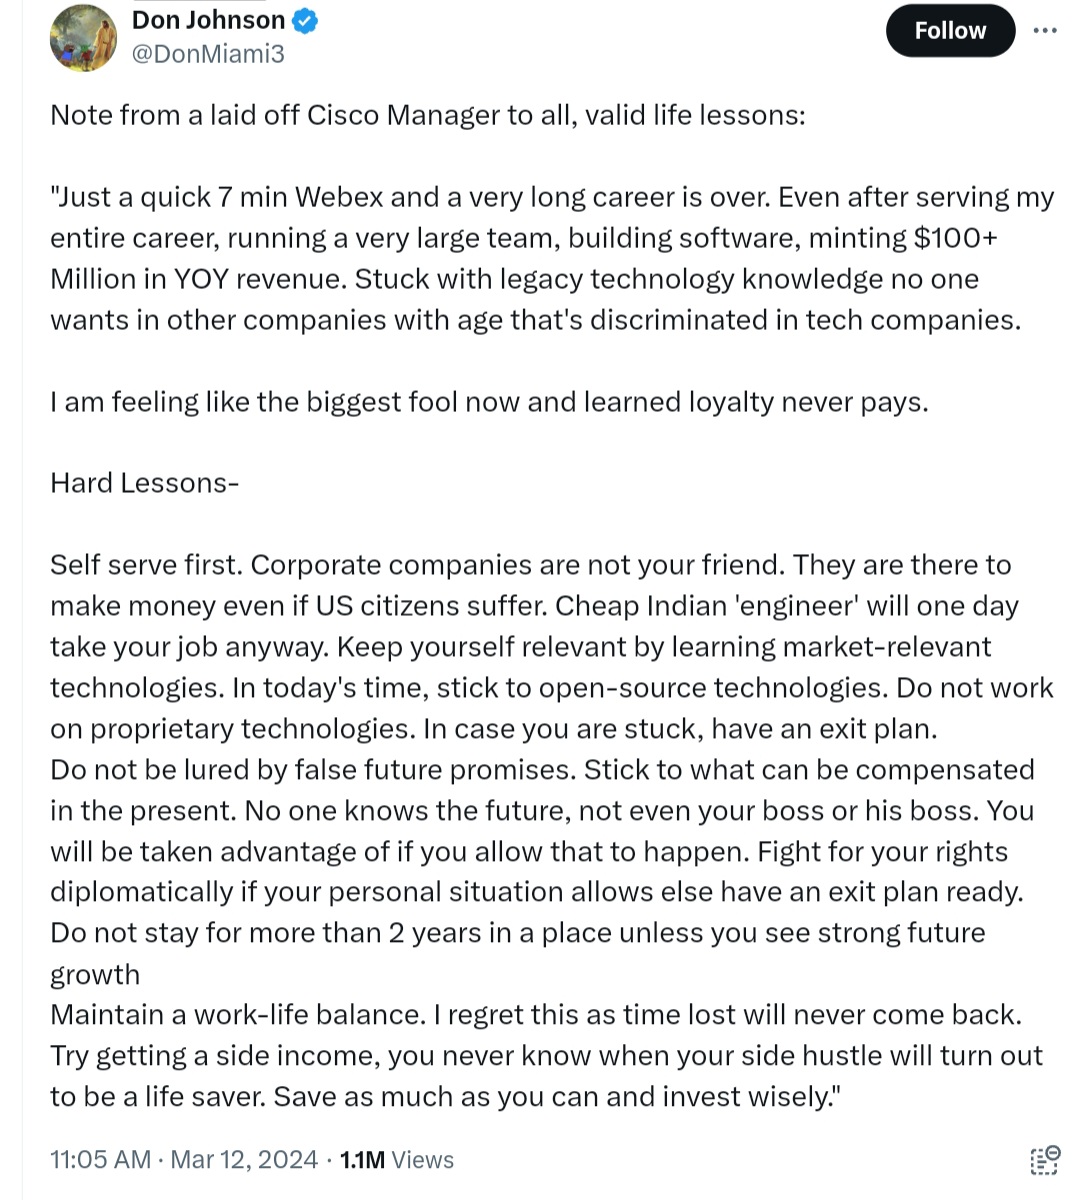 Don Johnson
@DonMiami3
Follow
Note from a laid off Cisco Manager to all, valid life lessons:
"Just a quick 7 min Webex and a very long career is over. Even after serving my
entire career, running a very large team, building software, minting $100+
Million in YOY revenue. Stuck with legacy technology knowledge no one
wants in other companies with age that's discriminated in tech companies.
I am feeling like the biggest fool now and learned loyalty never pays.
Hard Lessons-
Self serve first. Corporate companies are not your friend. They are there to
make money even if US citizens suffer. Cheap Indian 'engineer' will one day
take your job anyway. Keep yourself relevant by learning market-relevant
technologies. In today's time, stick to open-source technologies. Do not work
on proprietary technologies. In case you are stuck, have an exit plan.
Do not be lured by false future promises. Stick to what can be compensated
in the present. No one knows the future, not even your boss or his boss. You
will be taken advantage of if you allow that to happen. Fight for your rights
diplomatically if your personal situation allows else have an exit plan ready.
Do not stay for more than 2 years in a place unless you see strong future
growth
Maintain a work-life balance. I regret this as time lost will never come back.
Try getting a side income, you never know when your side hustle will turn out
to be a life saver. Save as much as you can and invest wisely."
11:05 AM · Mar 12, 2024 · 1.1M Views